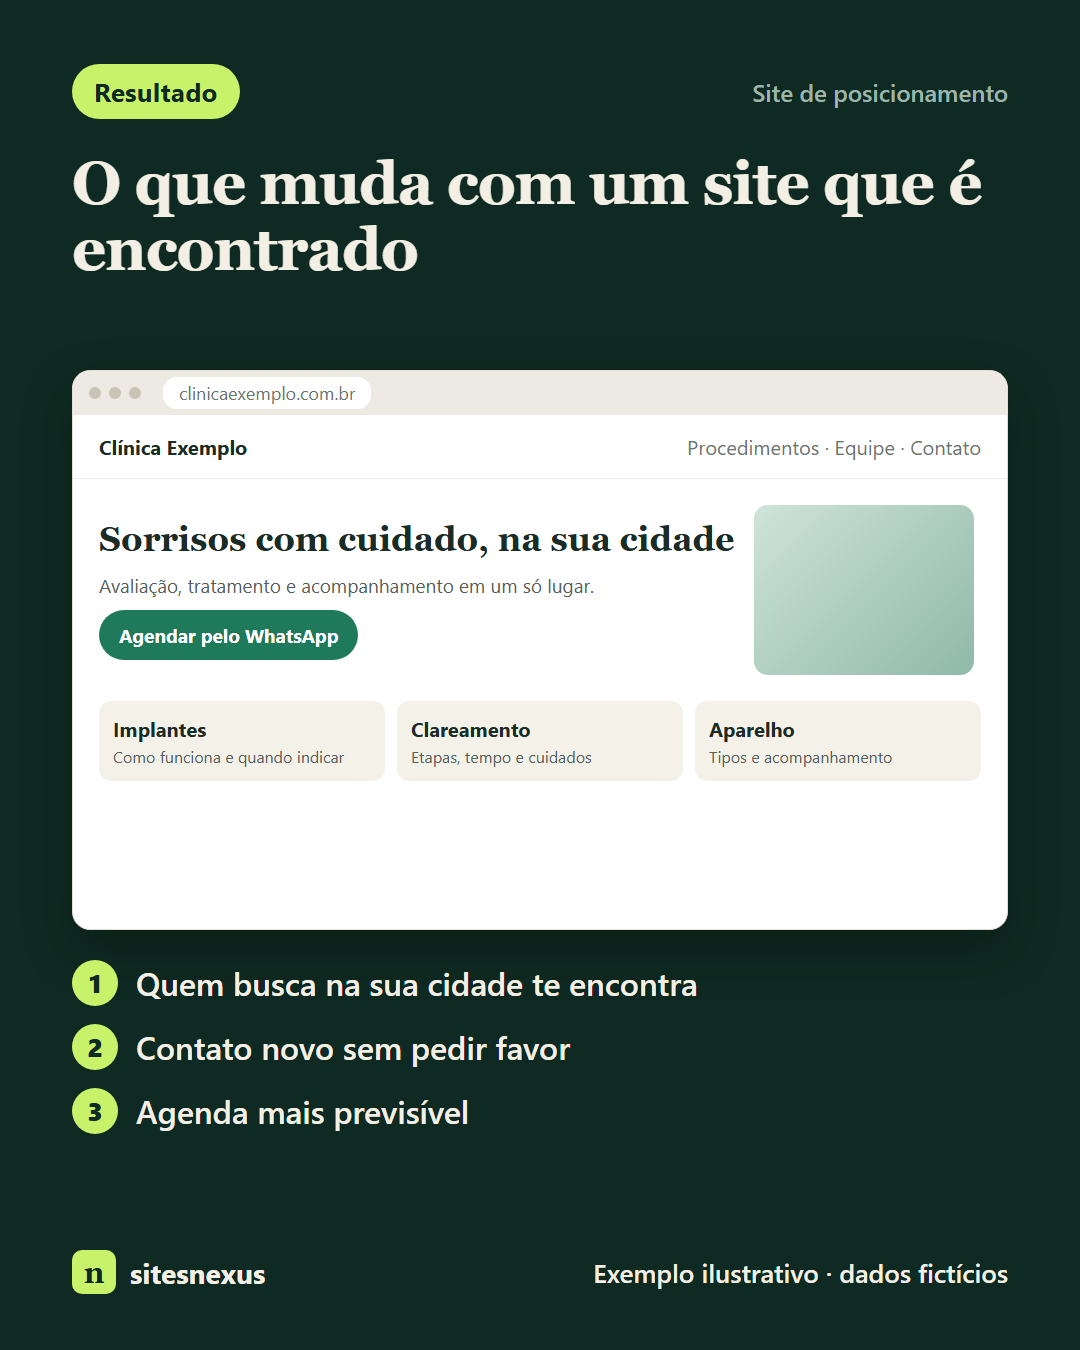 Resultado
Site de posicionamento
O que muda com um site que é
encontrado
clinicaexemplo.com.br
Clínica Exemplo
Procedimentos · Equipe · Contato
Sorrisos com cuidado, na sua cidade
Avaliação, tratamento e acompanhamento em um só lugar.
Agendar pelo WhatsApp
Implantes
Como funciona e quando indicar
Clareamento
Etapas, tempo e cuidados
Aparelho
Tipos e acompanhamento
1 Quem busca na sua cidade te encontra
2 Contato novo sem pedir favor
3 Agenda mais previsível
n sitesnexus
Exemplo ilustrativo · dados fictícios